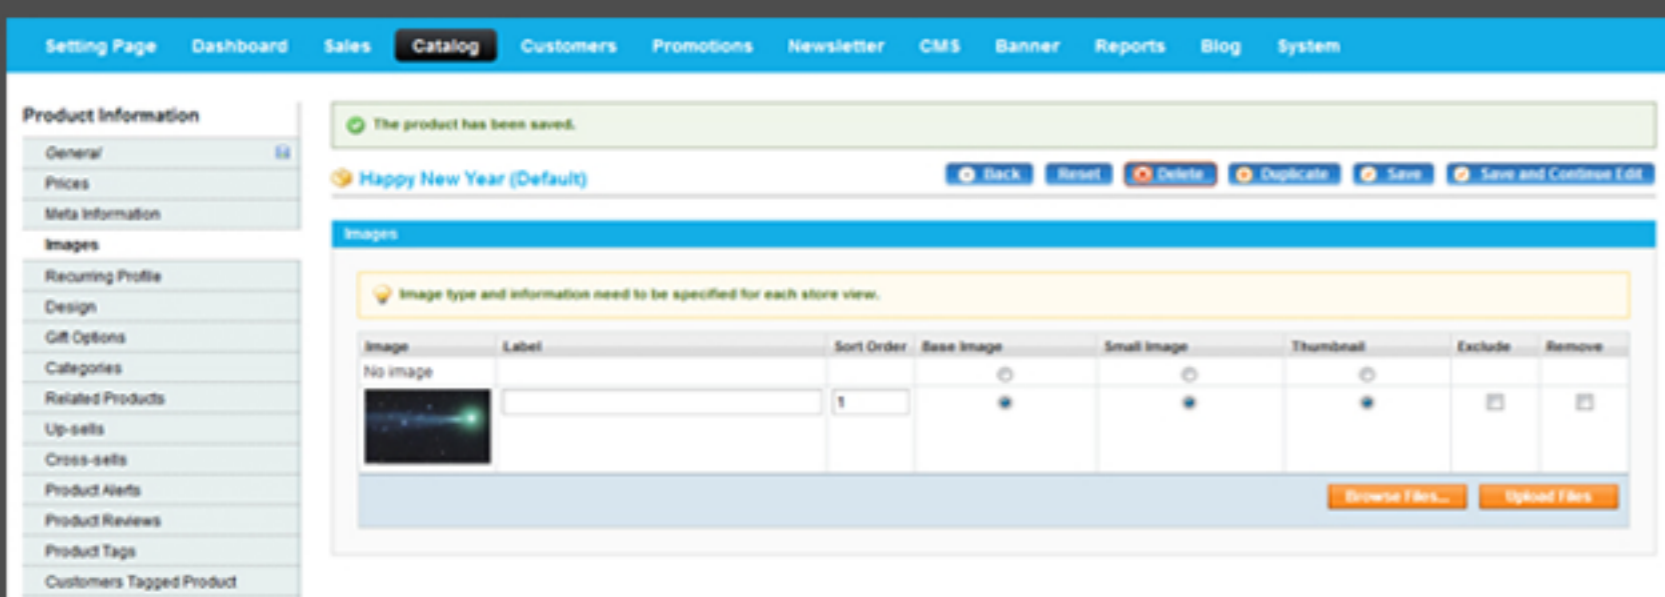 Setting Page Dashboard Sales Catalog Customers Promotions Newsletter CMS Banner Reports Blog System
Product Information
General
Prices
Meta Information
Images
Recurring Profile
Design
Gift Options
Categories
Related Products
Up-sells
Cross-sells
Product Alerts
Product Reviews
Product Tags
Customers Tagged Product
The product has been saved.
Happy New Year (Default)
Back Reset Delete Duplicate Save Save and Continue Edit
Images
Image type and information need to be specified for each store view.
Image Label Sort Order Base Image Small Image Thumbnail Exclude Remove
No image
1
Browse Files... Upload Files